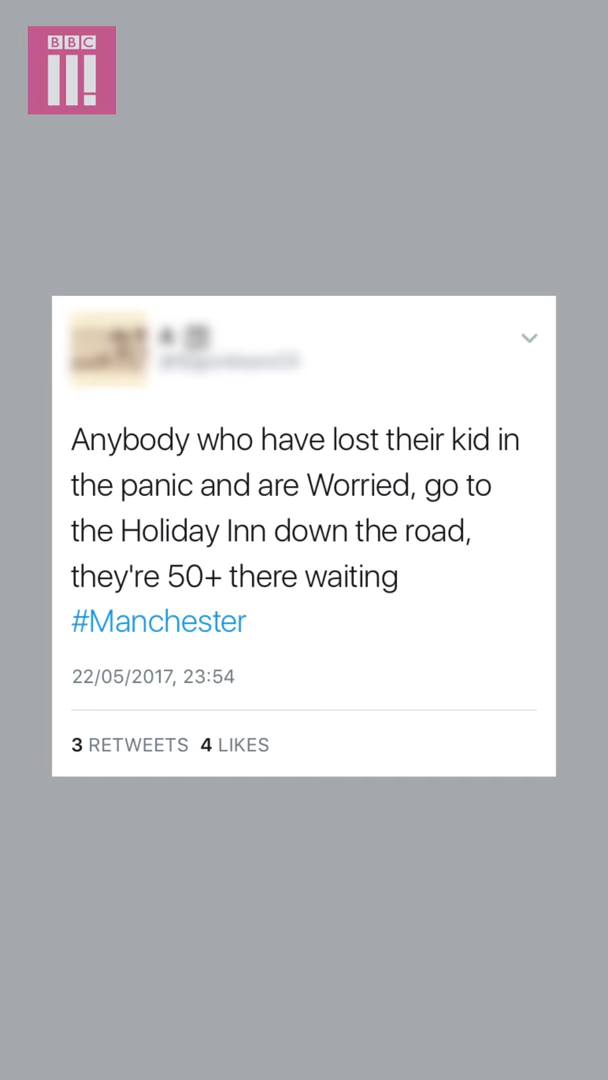 BBC
Anybody who have lost their kid in
the panic and are Worried, go to
the Holiday Inn down the road,
they're 50+ there waiting
#Manchester
22/05/2017, 23:54
3 RETWEETS 4 LIKES